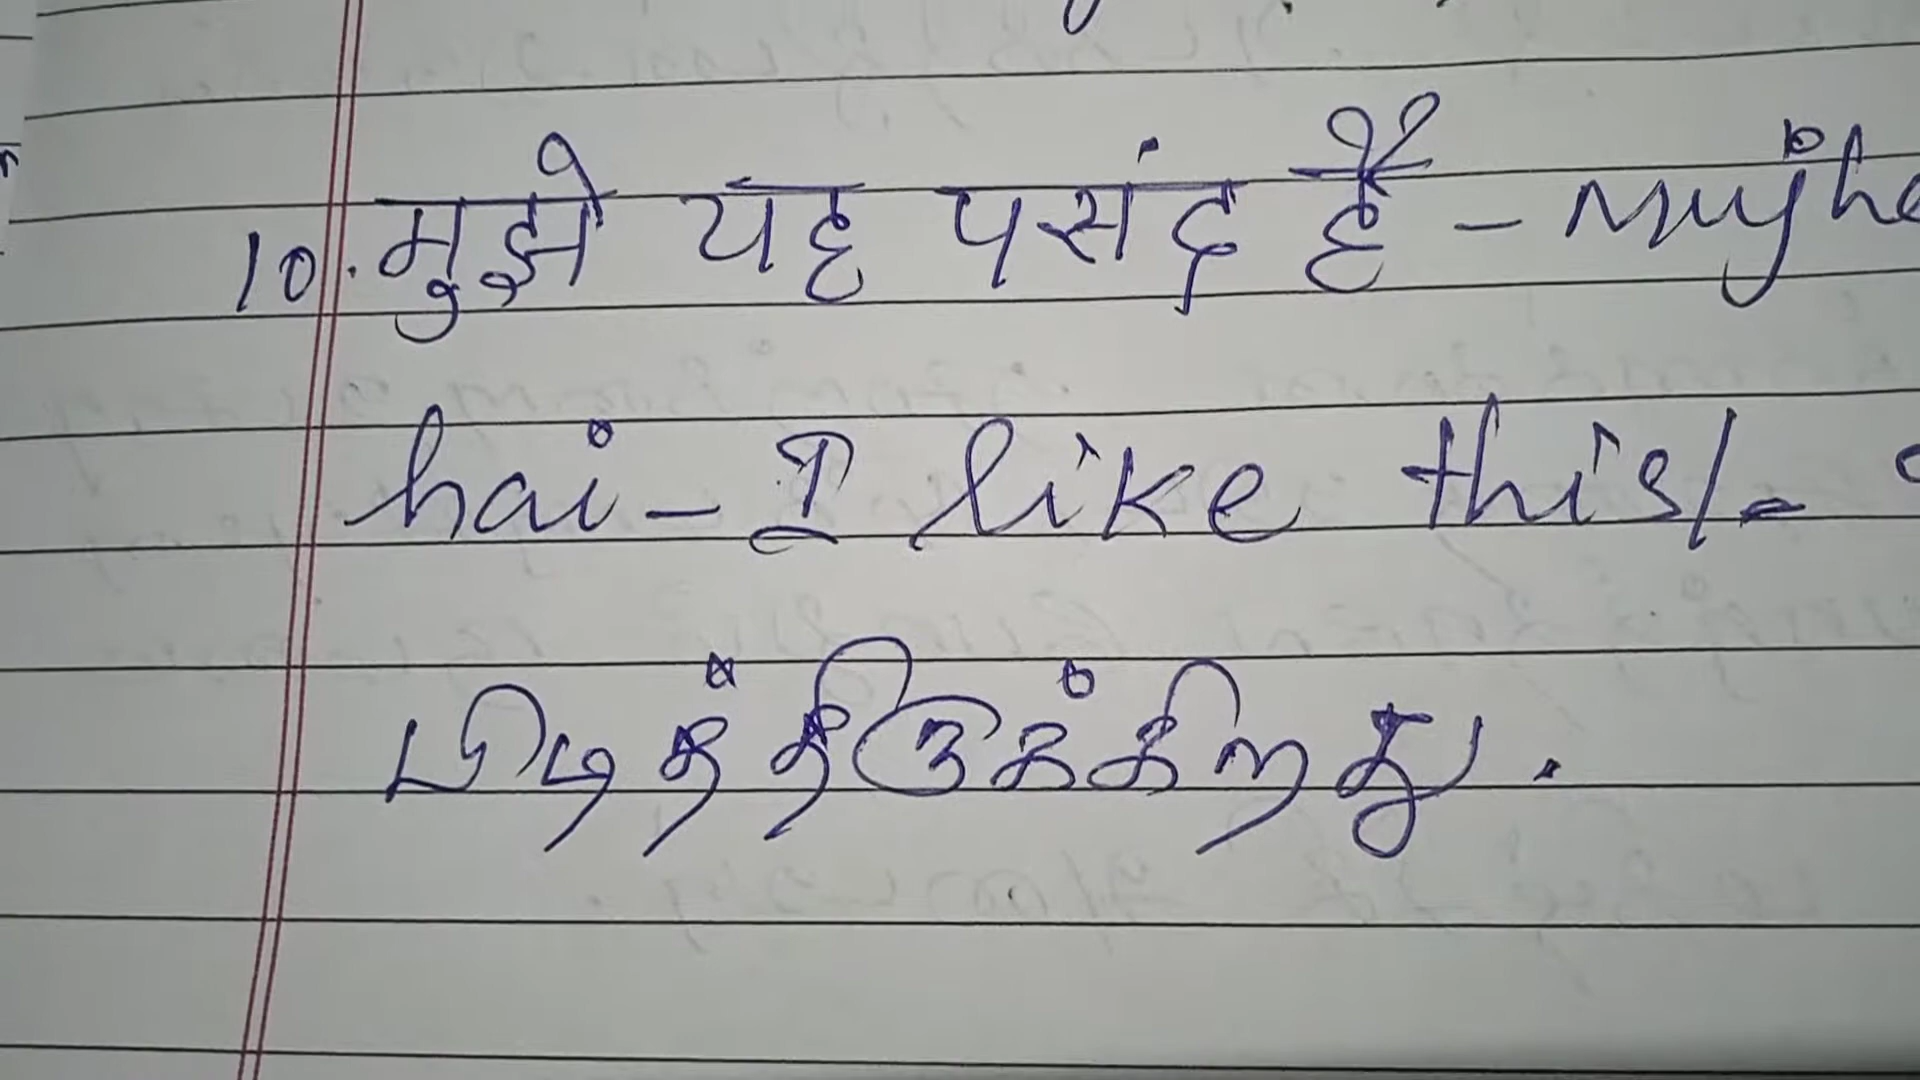 10. मुझे यह पसंद है - Mujhe
hai - I like this / -
பிடித்திருக்கிறது.